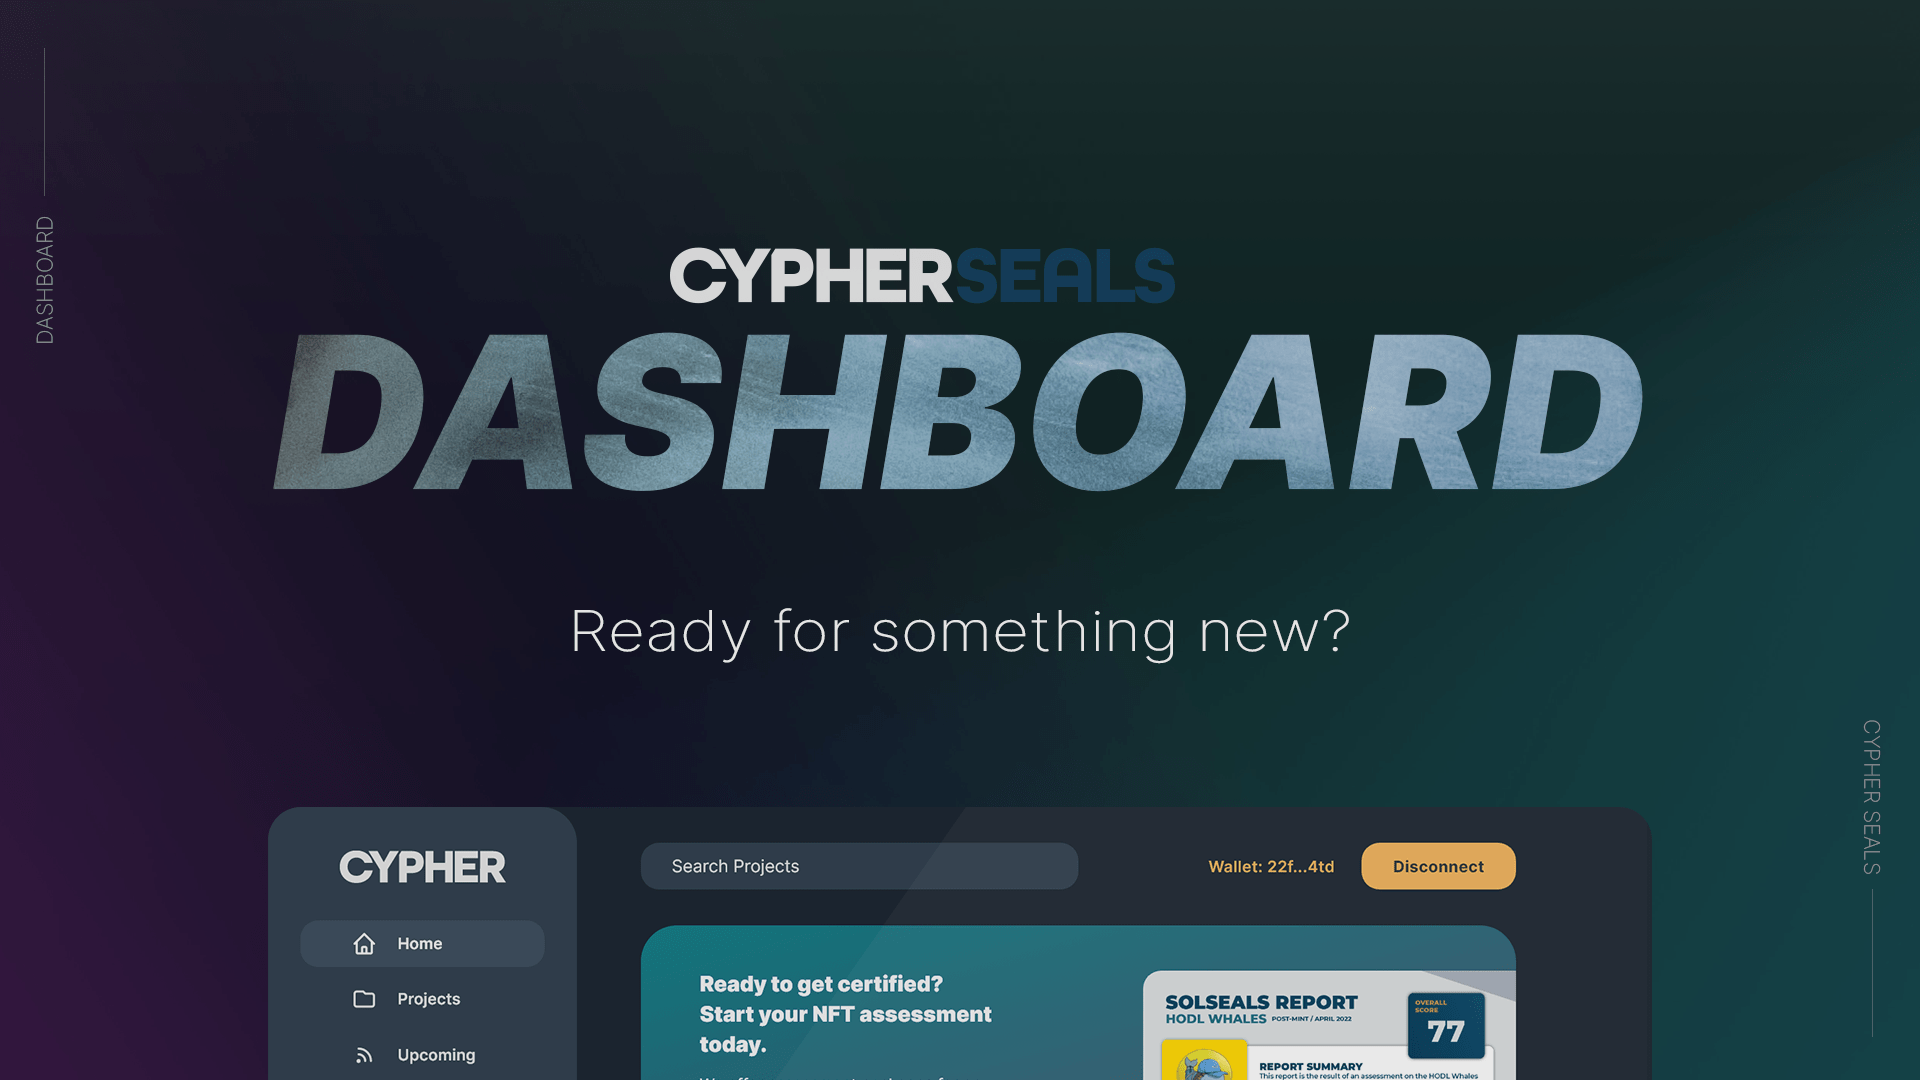 DASHBOARD
CYPHERSEALS
DASHBOARD
Ready for something new?
CYPHER SEALS
CYPHER
Home
Projects
Upcoming
Search Projects
Wallet: 22f...4td
Disconnect
Ready to get certified?
Start your NFT assessment
today.
SOLSEALS REPORT
HODL WHALES POST-MINT / APRIL 2022
OVERALL
SCORE
77
REPORT SUMMARY
This report is the result of an assessment on the HODL Whales